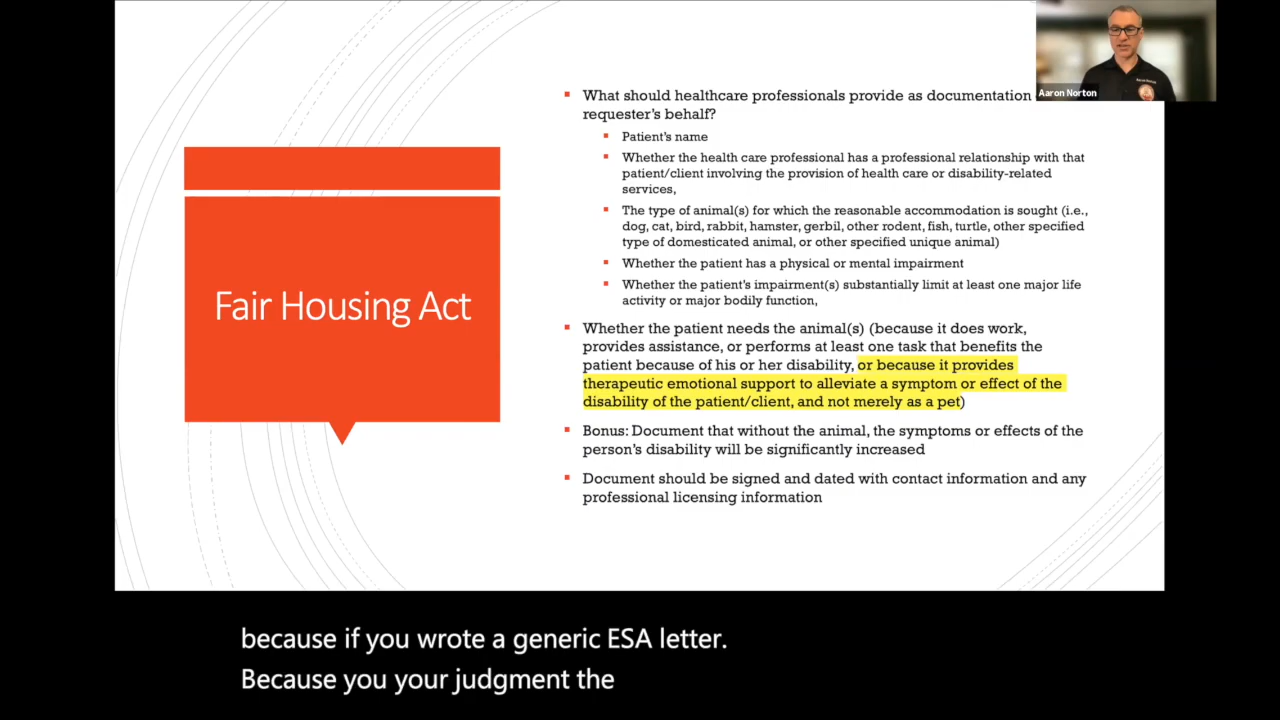 Fair Housing Act
What should healthcare professionals provide as documentation
requester's behalf?
Patient's name
Whether the health care professional has a professional relationship with that
patient/client involving the provision of health care or disability-related
services,
The type of animal(s) for which the reasonable accommodation is sought (i.e.,
dog, cat, bird, rabbit, hamster, gerbil, other rodent, fish, turtle, other specified
type of domesticated animal, or other specified unique animal)
Whether the patient has a physical or mental impairment
Whether the patient's impairment(s) substantially limit at least one major life
activity or major bodily function,
Whether the patient needs the animal(s) (because it does work,
provides assistance, or performs at least one task that benefits the
patient because of his or her disability, or because it provides
therapeutic emotional support to alleviate a symptom or effect of the
disability of the patient/client, and not merely as a pet)
Bonus: Document that without the animal, the symptoms or effects of the
person's disability will be significantly increased
Document should be signed and dated with contact information and any
professional licensing information
Aaron Norton
because if you wrote a generic ESA letter.
Because you your judgment the